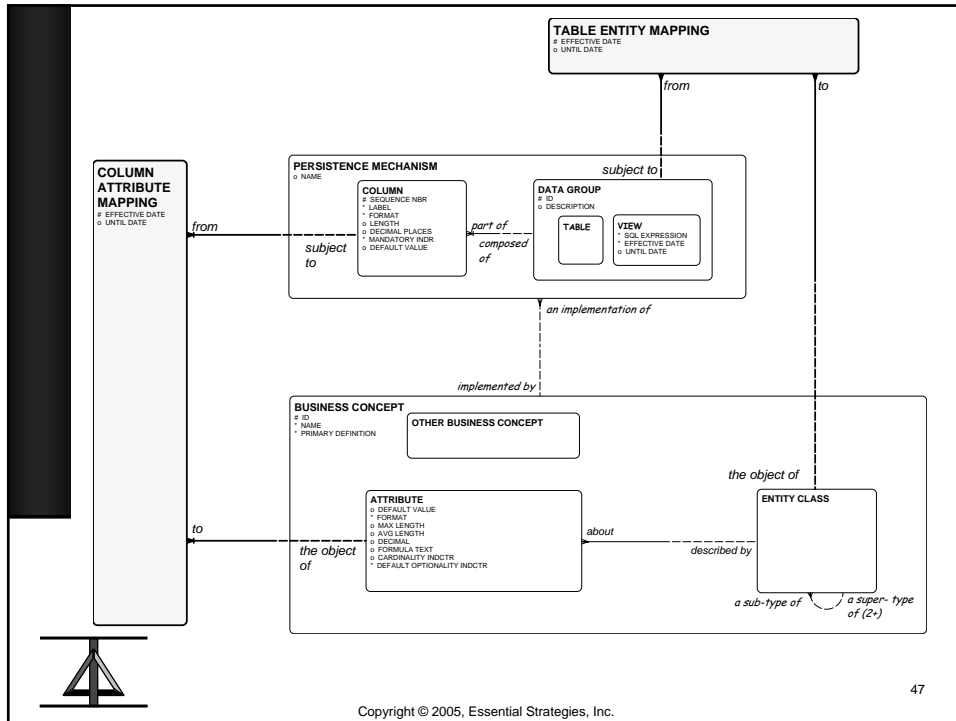 TABLE ENTITY MAPPING
# EFFECTIVE DATE
o UNTIL DATE
from
to
COLUMN
ATTRIBUTE
MAPPING
# EFFECTIVE DATE
o UNTIL DATE
PERSISTENCE MECHANISM
o NAME
subject to
COLUMN
# SEQUENCE NBR
* LABEL
* FORMAT
o LENGTH
o DECIMAL PLACES
* MANDATORY INDR
o DEFAULT VALUE
DATA GROUP
# ID
o DESCRIPTION
TABLE
VIEW
* SQL EXPRESSION
* EFFECTIVE DATE
o UNTIL DATE
from
subject
to
part of
composed
of
an implementation of
implemented by
BUSINESS CONCEPT
# ID
* NAME
* PRIMARY DEFINITION
OTHER BUSINESS CONCEPT
the object of
ATTRIBUTE
o DEFAULT VALUE
* FORMAT
o MAX LENGTH
o AVG LENGTH
o DECIMAL
o FORMULA TEXT
o CARDINALITY INDCTR
* DEFAULT OPTIONALITY INDCTR
ENTITY CLASS
to
the object
of
about
described by
a sub-type of
a super- type
of (2+)
47
Copyright © 2005, Essential Strategies, Inc.